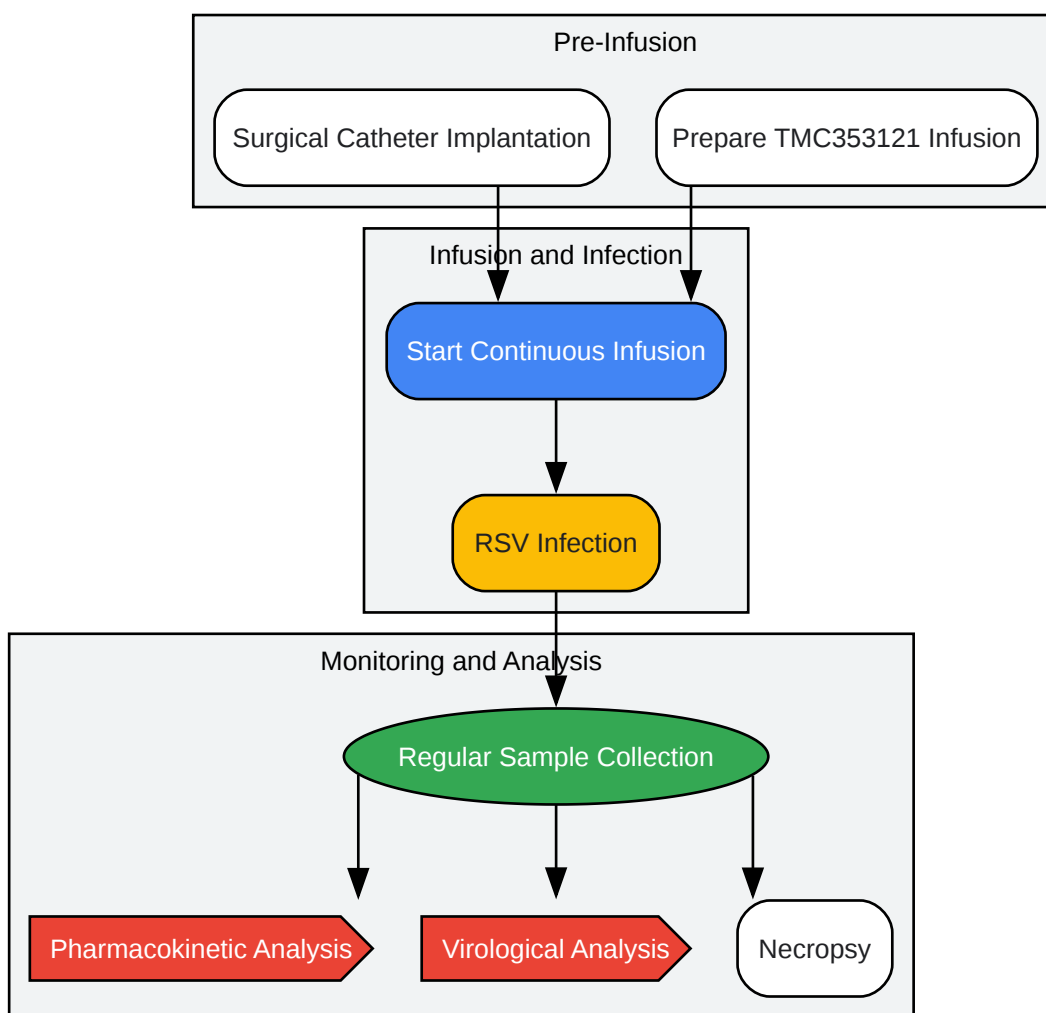 Pre-Infusion
Surgical Catheter Implantation
Prepare TMC353121 Infusion
Infusion and Infection
Start Continuous Infusion
RSV Infection
Monitoring and Analysis
Regular Sample Collection
Pharmacokinetic Analysis
Virological Analysis
Necropsy